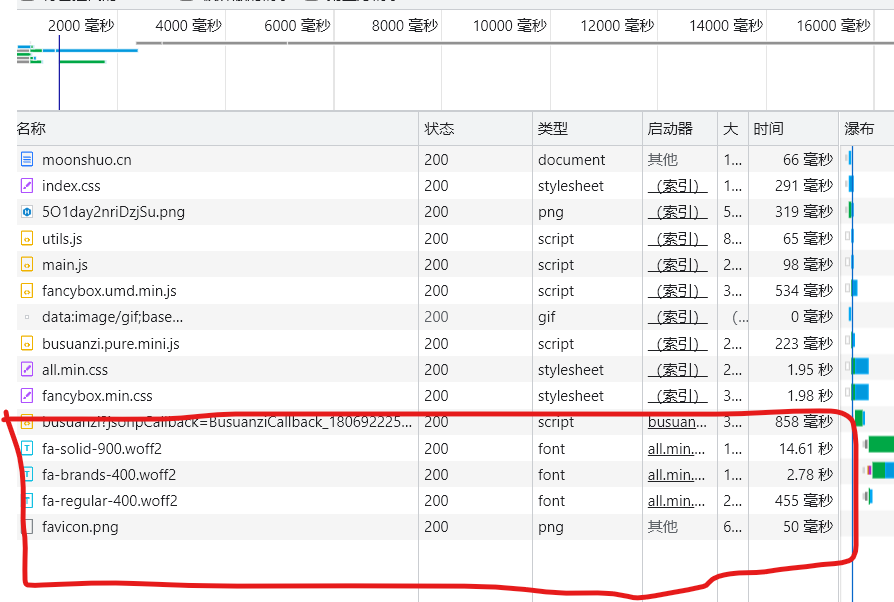 2000 毫秒 4000 毫秒 6000 毫秒 8000 毫秒 10000 毫秒 12000 毫秒 14000 毫秒 16000 毫秒
名称 状态 类型 启动器 大 时间 瀑布
moonshuo.cn 200 document 其他 1... 66 毫秒
index.css 200 stylesheet （索引） 1... 291 毫秒
5O1day2nriDzjSu.png 200 png （索引） 5... 319 毫秒
utils.js 200 script （索引） 8... 65 毫秒
main.js 200 script （索引） 2... 98 毫秒
fancybox.umd.min.js 200 script （索引） 3... 534 毫秒
data:image/gif;base... 200 gif （索引） (... 0 毫秒
busuanzi.pure.mini.js 200 script （索引） 2... 223 毫秒
all.min.css 200 stylesheet （索引） 2... 1.95 秒
fancybox.min.css 200 stylesheet （索引） 3... 1.98 秒
busuanzi?jsonpCallback=BusuanziCallback_180692225... 200 script busuan... 3... 858 毫秒
fa-solid-900.woff2 200 font all.min.... 1... 14.61 秒
fa-brands-400.woff2 200 font all.min.... 1... 2.78 秒
fa-regular-400.woff2 200 font all.min.... 2... 455 毫秒
favicon.png 200 png 其他 6... 50 毫秒